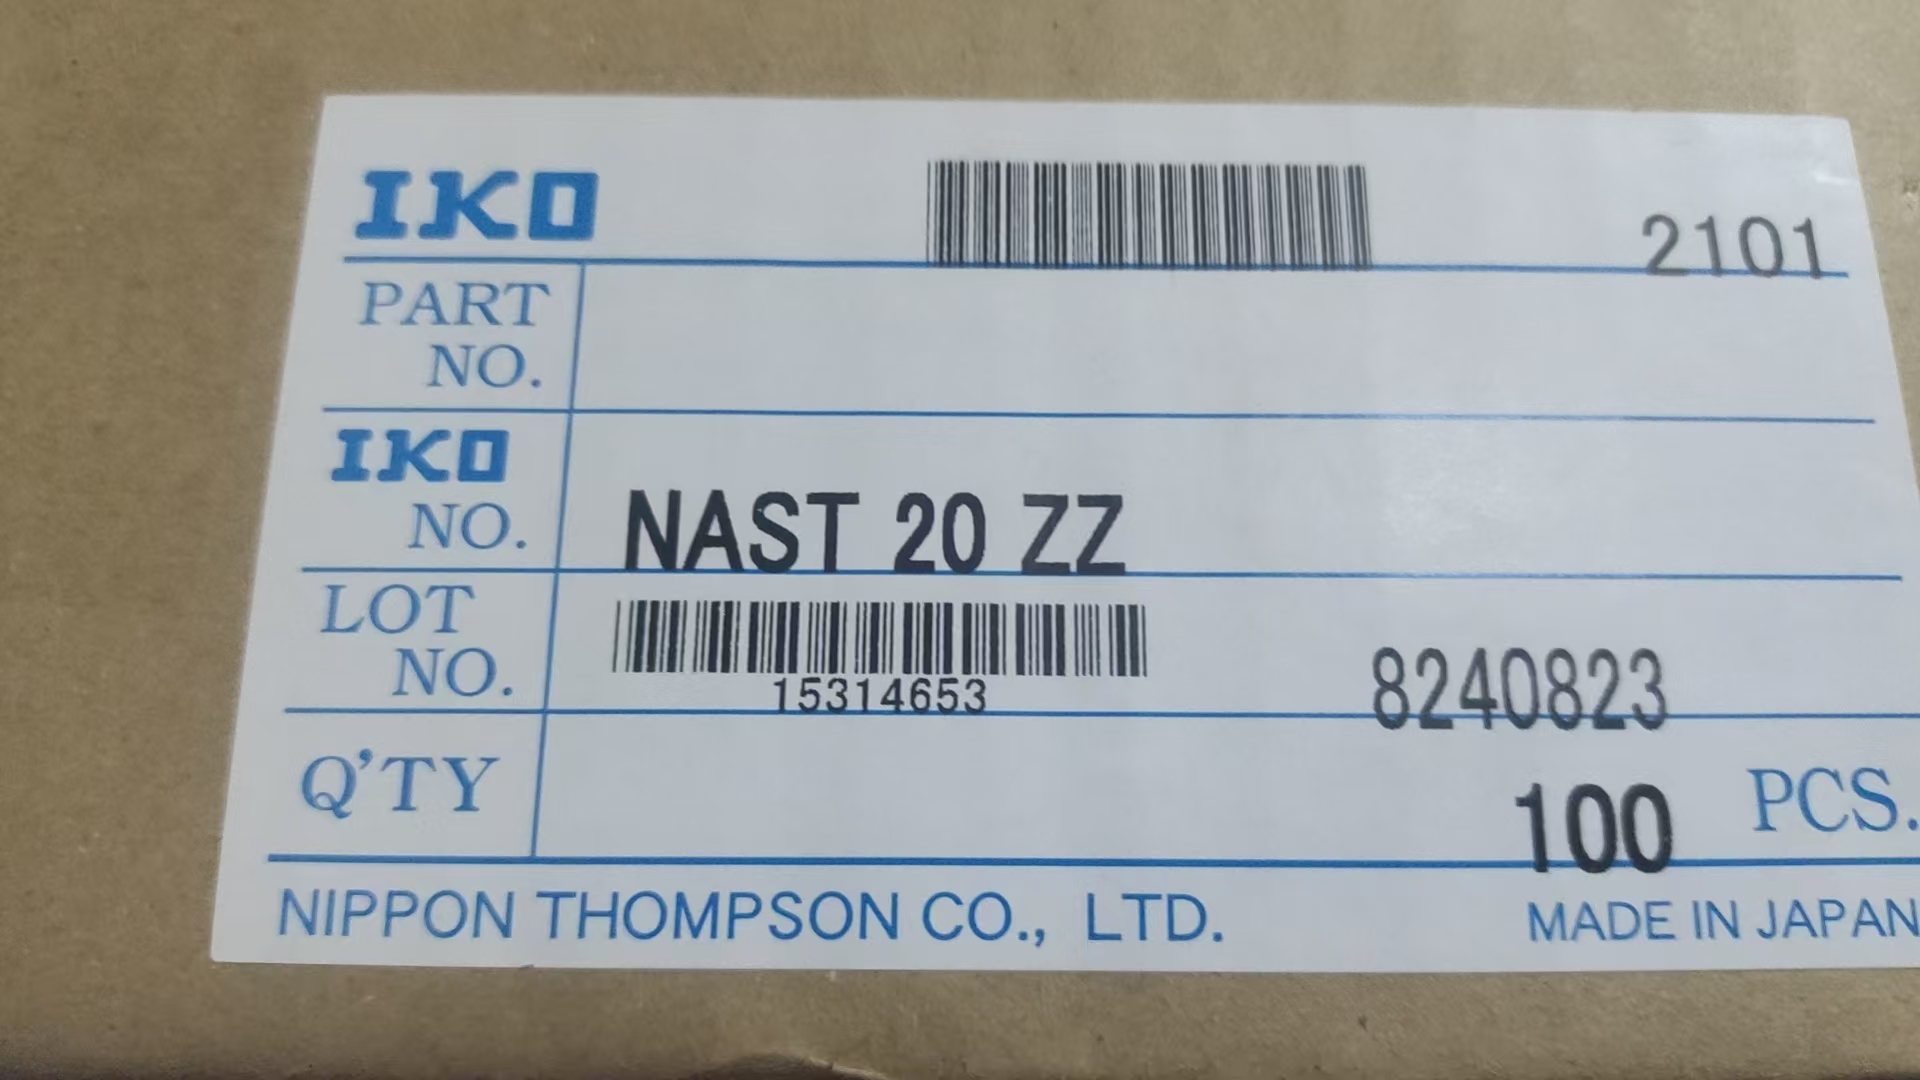 IKO
2101
PART
NO.
IKO
NO.
NAST 20 ZZ
LOT
NO.
15314653
8240823
Q'TY
100 PCS.
NIPPON THOMPSON CO., LTD.
MADE IN JAPAN